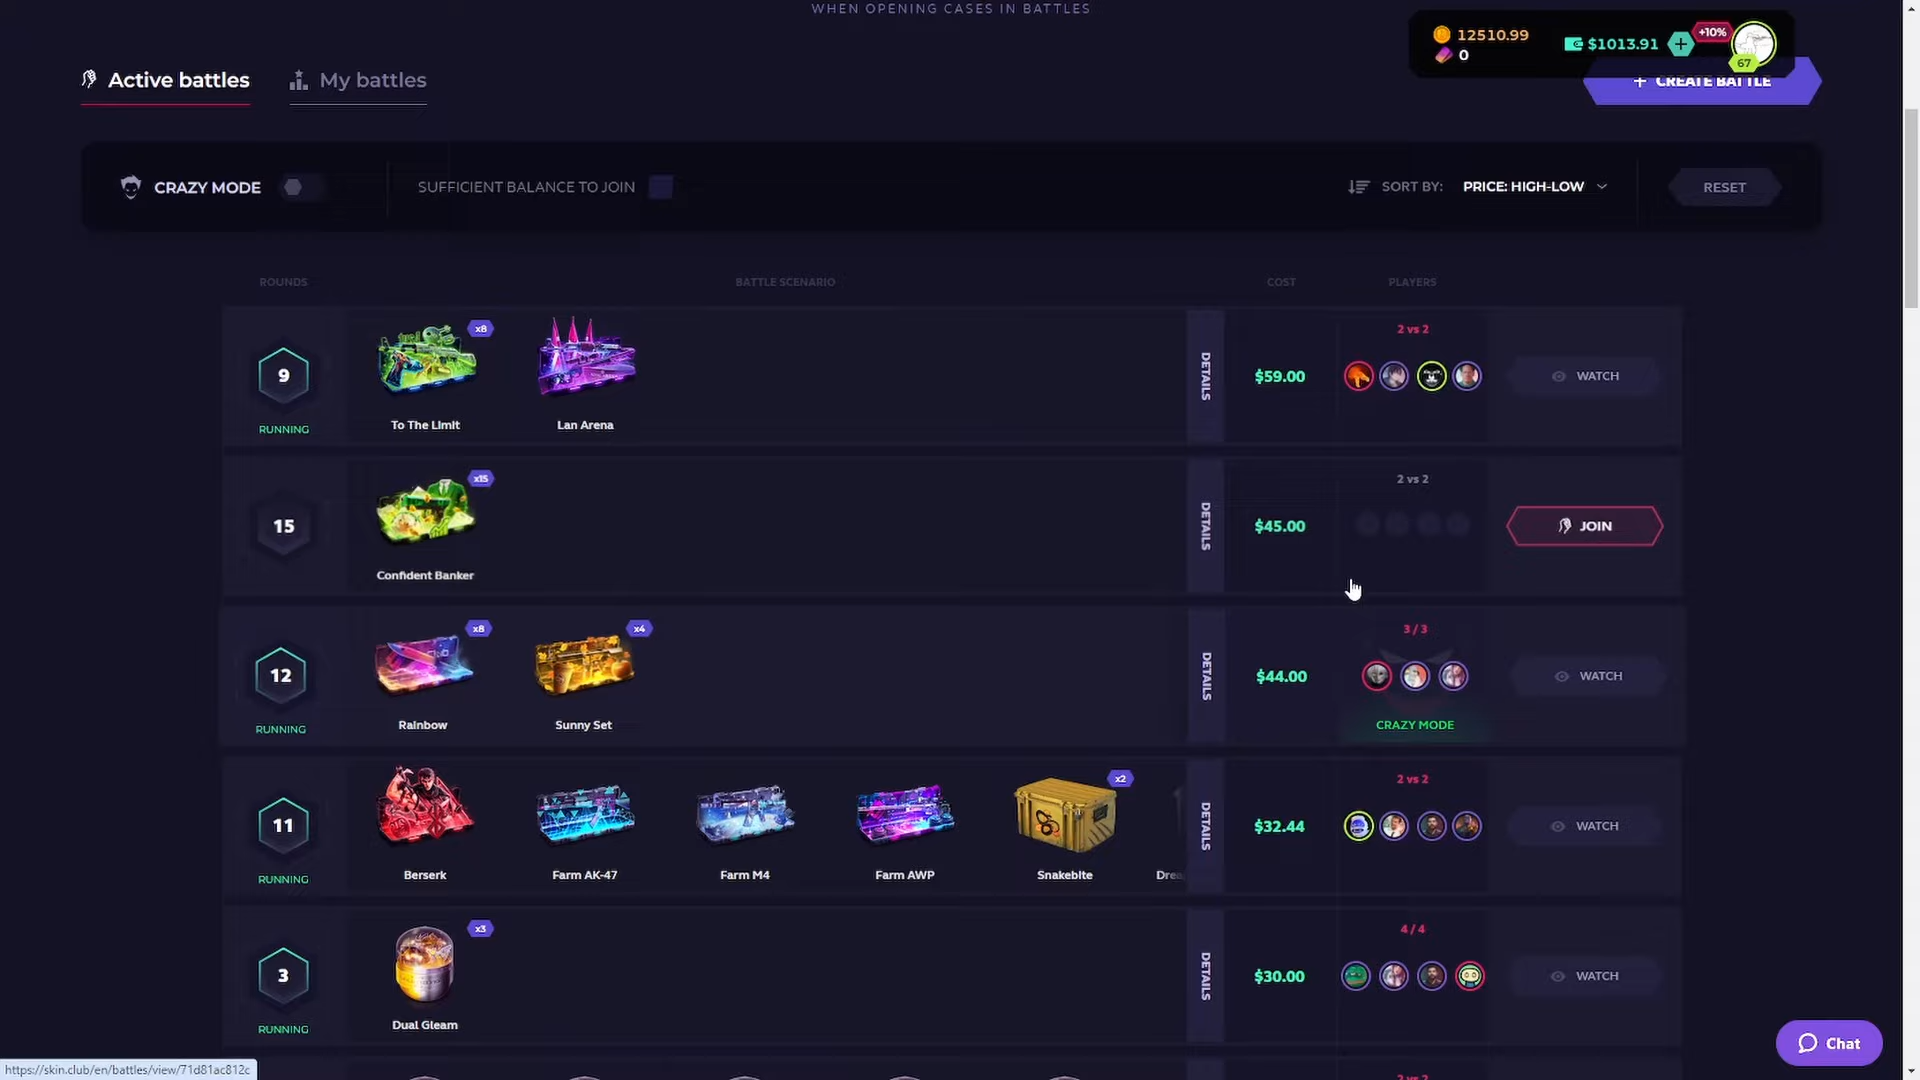 WHEN OPENING CASES IN BATTLES
12510.99
0
$1013.91
+10%
67
Active battles
My battles
CREATE BATTLE
CRAZY MODE
SUFFICIENT BALANCE TO JOIN
SORT BY:
PRICE: HIGH-LOW
RESET
ROUNDS
BATTLE SCENARIO
COST
PLAYERS
9
RUNNING
x8
To The Limit
Lan Arena
DETAILS
$59.00
2 vs 2
WATCH
15
x15
Confident Banker
DETAILS
$45.00
2 vs 2
JOIN
12
RUNNING
x8
Rainbow
x4
Sunny Set
DETAILS
$44.00
3 / 3
CRAZY MODE
WATCH
11
RUNNING
Berserk
Farm AK-47
Farm M4
Farm AWP
x2
Snakebite
Drea
DETAILS
$32.44
2 vs 2
WATCH
3
RUNNING
x3
Dual Gleam
DETAILS
$30.00
4 / 4
WATCH
2 vs 2
Chat
https://skin.club/en/battles/view/71d81ac812c